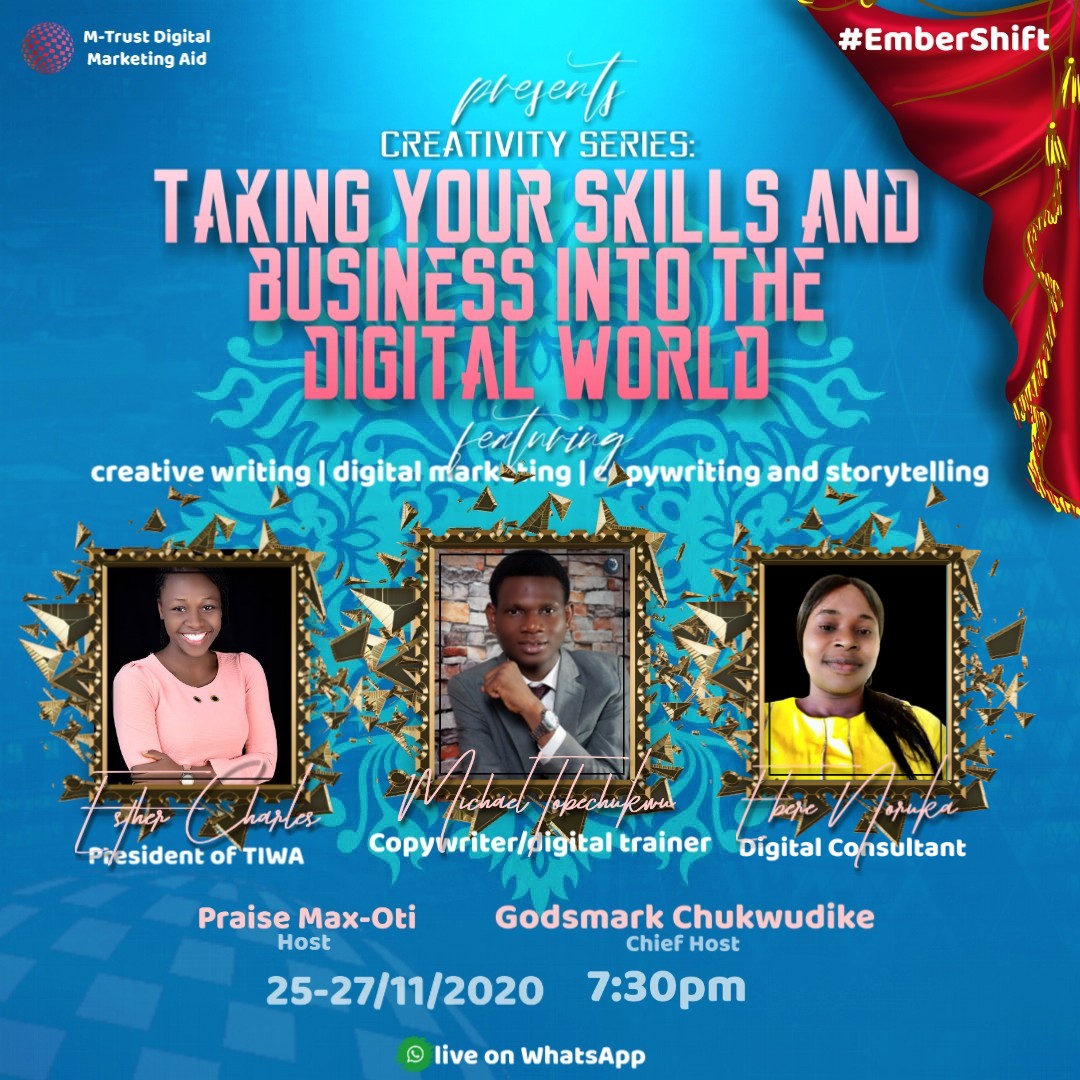 M-Trust Digital
Marketing Aid
#EmberShift
presents
CREATIVITY SERIES:
TAKING YOUR SKILLS AND
BUSINESS INTO THE
DIGITAL WORLD
featuring
creative writing | digital marketing | copywriting and storytelling
Esther Charles
President of TIWA
Michael Tobechukwu
Copywriter/digital trainer
Ebere Noruka
Digital Consultant
Praise Max-Oti
Host
Godsmark Chukwudike
Chief Host
25-27/11/2020
7:30pm
live on WhatsApp